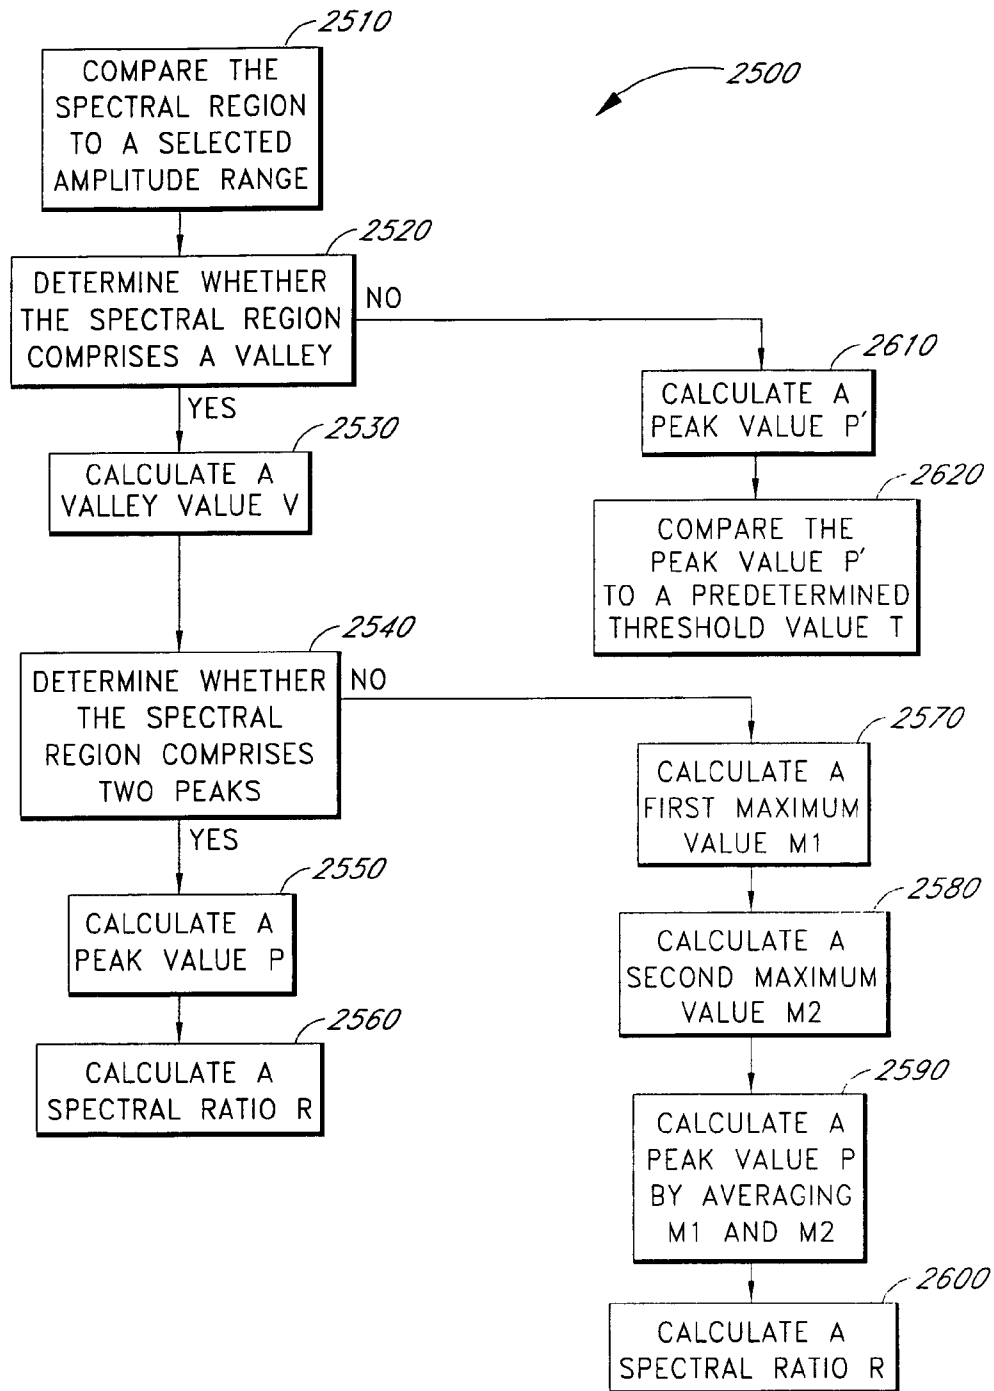 2510
COMPARE THE
SPECTRAL REGION
TO A SELECTED
AMPLITUDE RANGE
2500
2520
DETERMINE WHETHER
THE SPECTRAL REGION
COMPRISES A VALLEY
NO
YES
2530
CALCULATE A
VALLEY VALUE V
2610
CALCULATE A
PEAK VALUE P'
2620
COMPARE THE
PEAK VALUE P'
TO A PREDETERMINED
THRESHOLD VALUE T
2540
DETERMINE WHETHER
THE SPECTRAL
REGION COMPRISES
TWO PEAKS
NO
YES
2550
CALCULATE A
PEAK VALUE P
2560
CALCULATE A
SPECTRAL RATIO R
2570
CALCULATE A
FIRST MAXIMUM
VALUE M1
2580
CALCULATE A
SECOND MAXIMUM
VALUE M2
2590
CALCULATE A
PEAK VALUE P
BY AVERAGING
M1 AND M2
2600
CALCULATE A
SPECTRAL RATIO R